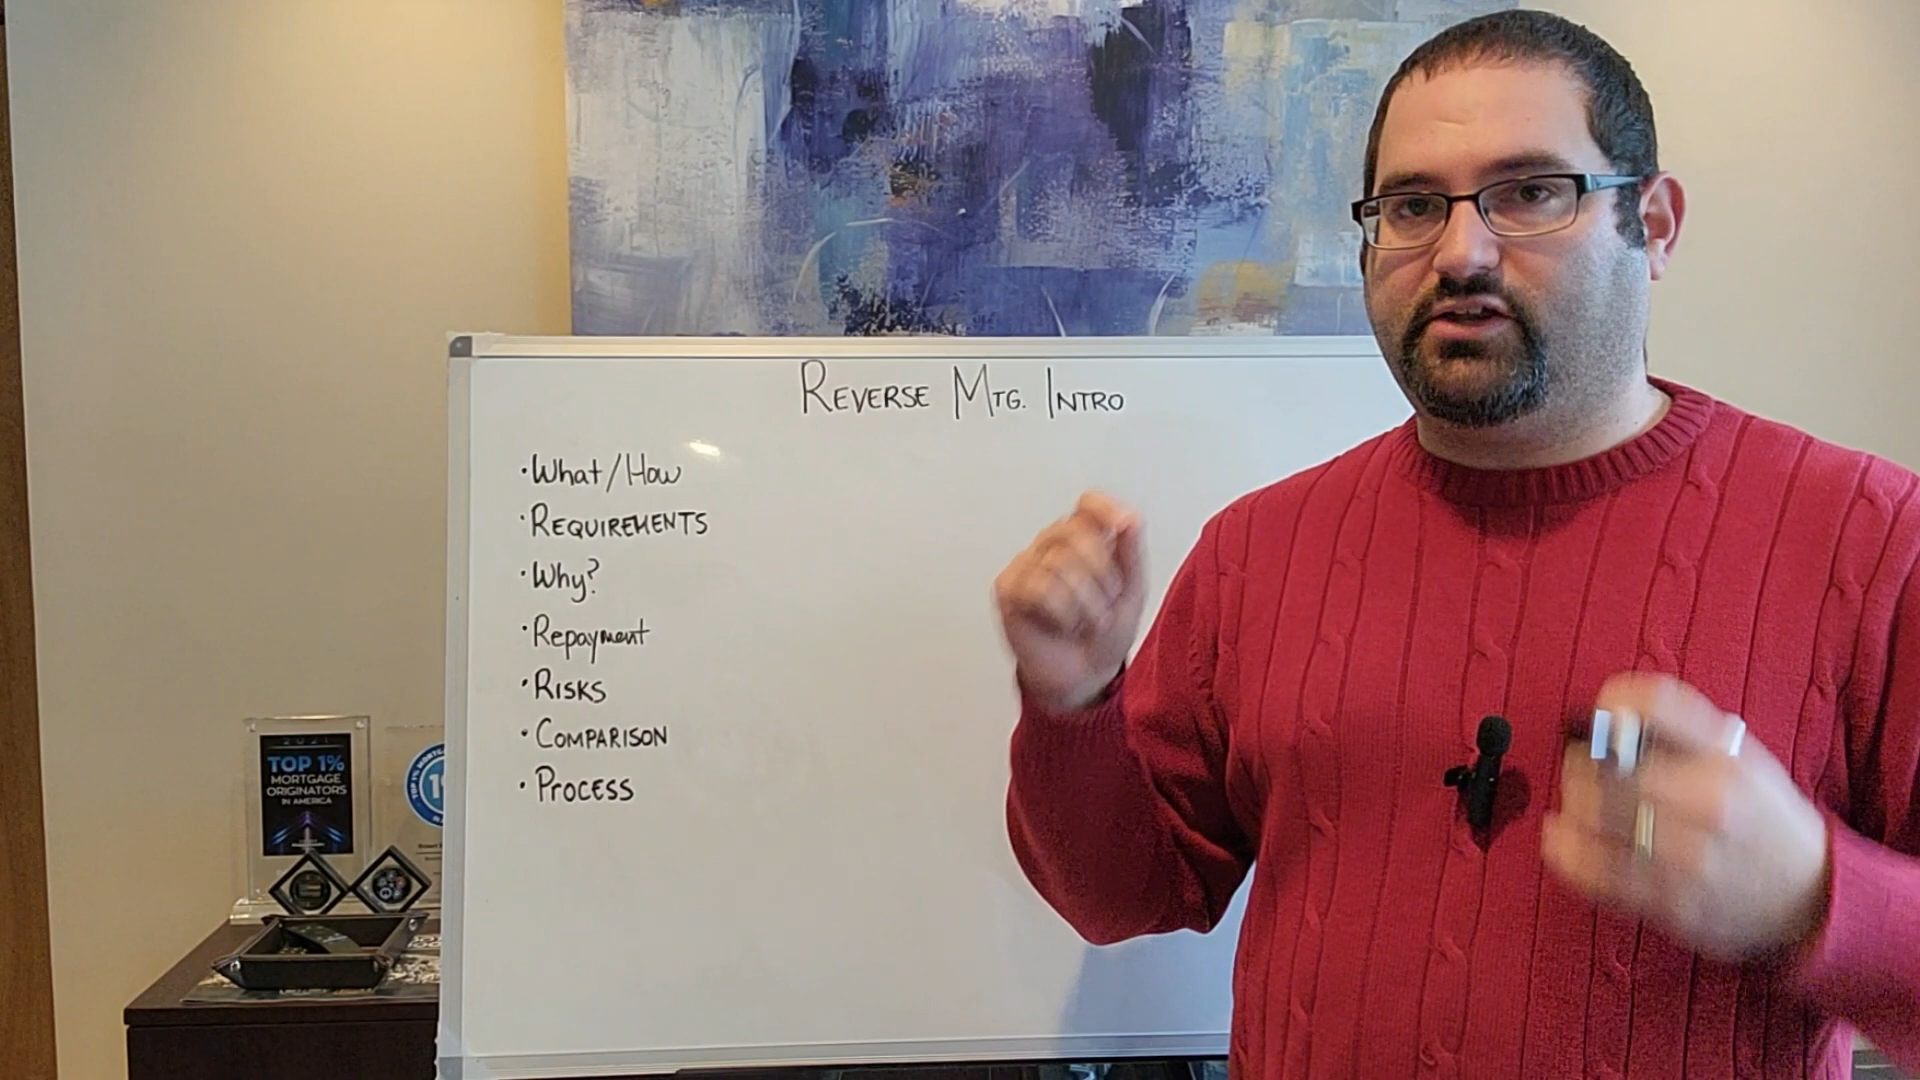 REVERSE MTG. INTRO
·What/How
·REQUIREMENTS
·Why?
·Repayment
·RISKS
·COMPARISON
·PROCESS
2021
TOP 1%
MORTGAGE
ORIGINATORS
IN AMERICA